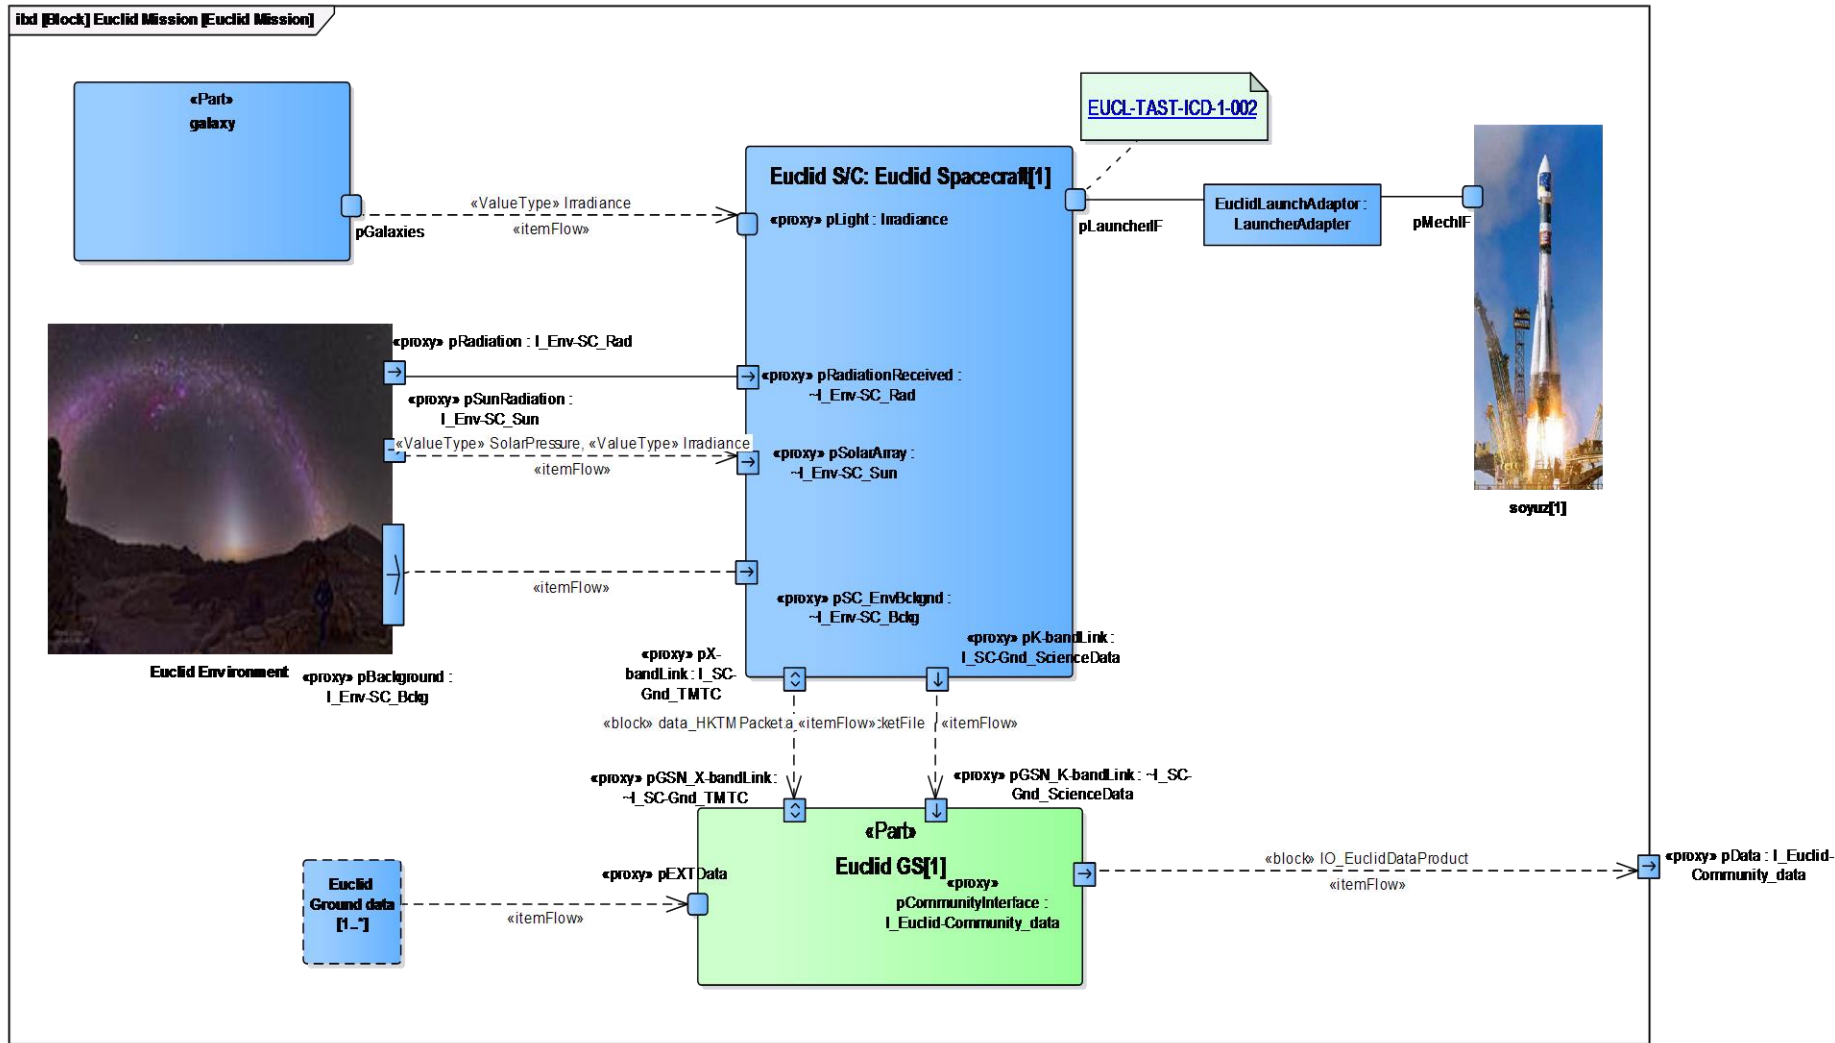 ibd [Block] Euclid Mission [Euclid Mission]
«Part»
galaxy
pGalaxies
«ValueType» Irradiance
«itemFlow»
EUCL-TAST-ICD-1-002
Euclid S/C: Euclid Spacecraft[1]
«proxy» pLight : Irradiance
pLauncherIF
EuclidLaunchAdaptor :
LauncherAdapter
pMechIF
soyuz[1]
«proxy» pRadiation : I_Env-SC_Rad
«proxy» pRadiationReceived :
~I_Env-SC_Rad
«proxy» pSunRadiation :
I_Env-SC_Sun
«ValueType» SolarPressure, «ValueType» Irradiance
«itemFlow»
«proxy» pSolarArray :
~I_Env-SC_Sun
«itemFlow»
«proxy» pSC_EnvBckgnd :
~I_Env-SC_Bckg
Euclid Environment
«proxy» pBackground :
I_Env-SC_Bckg
«proxy» pX-
bandLink : I_SC-
Gnd_TMTC
«proxy» pK-bandLink :
I_SC-Gnd_ScienceData
«block» data_HKTM Packet,a «itemFlow» cketFile «itemFlow»
«proxy» pGSN_X-bandLink :
~I_SC-Gnd_TMTC
«proxy» pGSN_K-bandLink : ~I_SC-
Gnd_ScienceData
«Part»
Euclid GS[1]
«proxy»
pCommunityInterface :
I_Euclid-Community_data
Euclid
Ground data
[1..*]
«proxy» pEXTData
«itemFlow»
«block» IO_EuclidDataProduct
«itemFlow»
«proxy» pData : I_Euclid-
Community_data